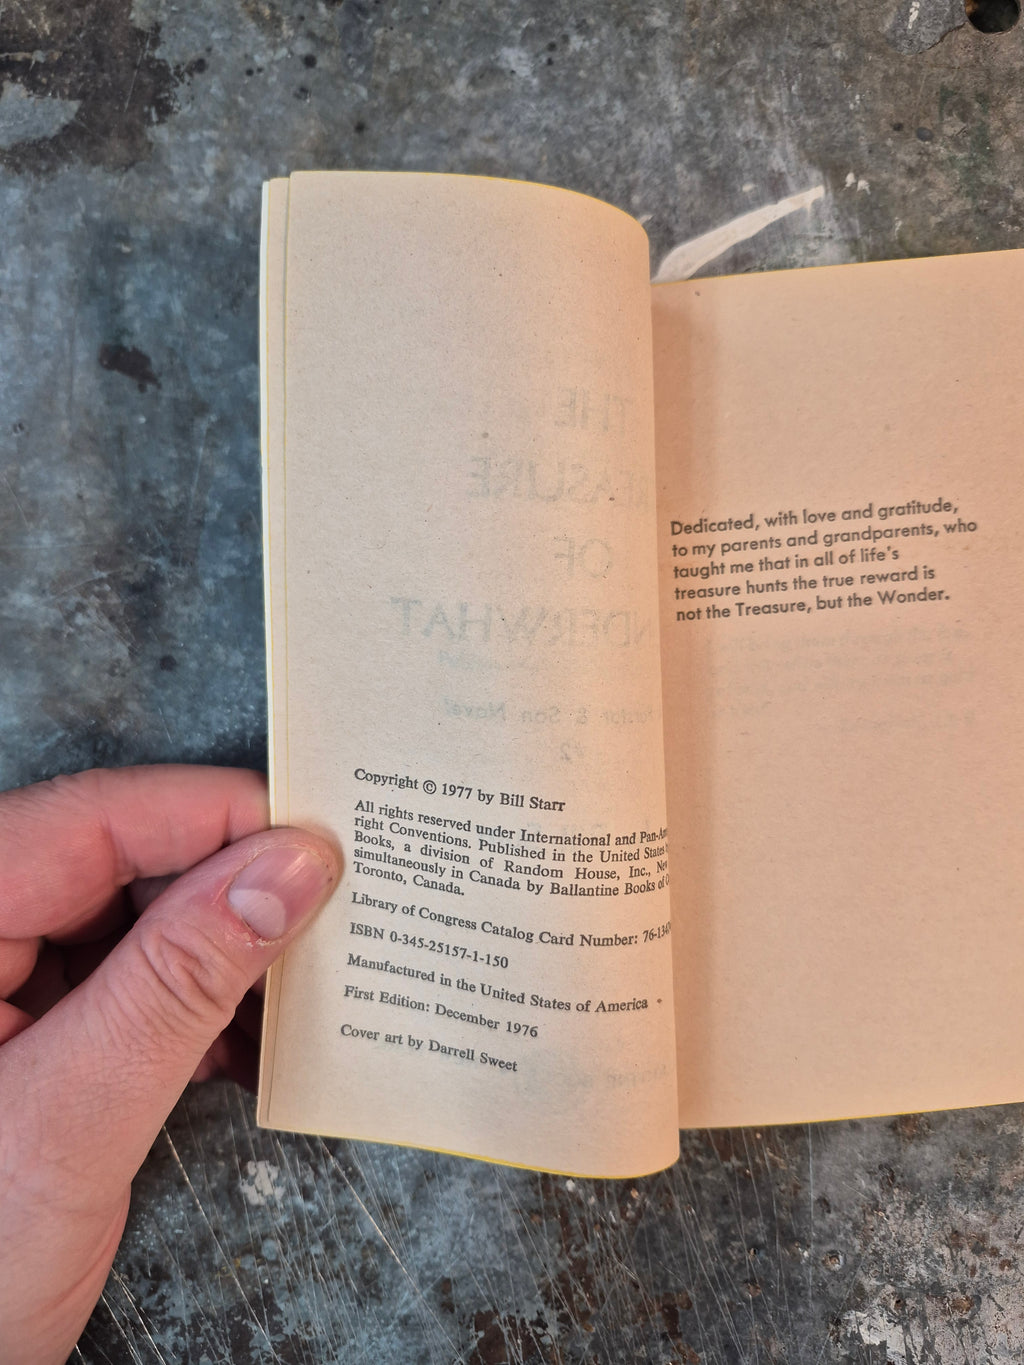 Copyright © 1977 by Bill Starr
All rights reserved under International and Pan-
right Conventions. Published in the United States
Books, a division of Random House, Inc.,
simultaneously in Canada by Ballantine Books of
Toronto, Canada.
Library of Congress Catalog Card Number:
ISBN 0-345-25157-1-150
Manufactured in the United States of America
First Edition: December 1976
Cover art by Darrell Sweet
Dedicated, with love and gratitude,
to my parents and grandparents, who
taught me that in all of life's
treasure hunts the true reward is
not the Treasure, but the Wonder.